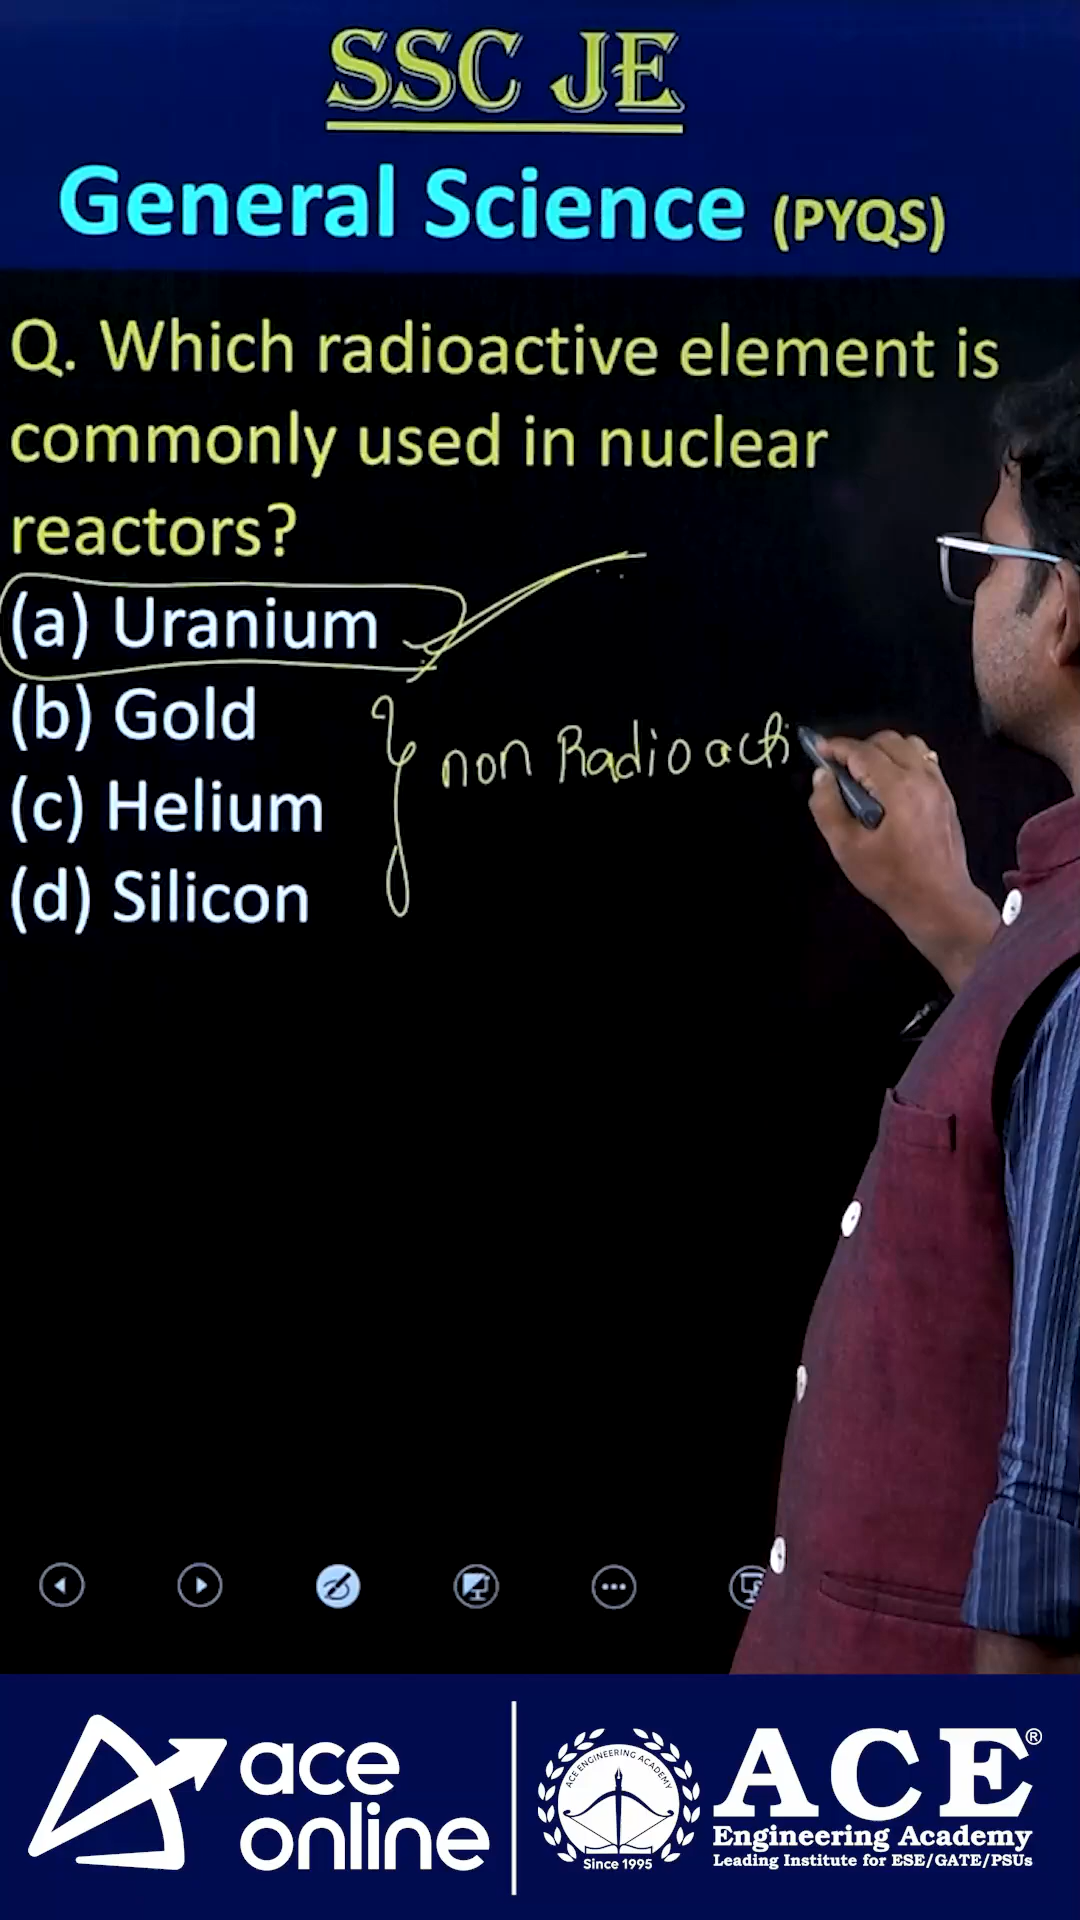 SSC JE
General Science (PYQS)
Q. Which radioactive element is
commonly used in nuclear
reactors?
(a) Uranium
(b) Gold
(c) Helium
(d) Silicon
non Radioacti
ace
online
ACE ENGINEERING ACADEMY
Since 1995
ACE®
Engineering Academy
Leading Institute for ESE/GATE/PSUs